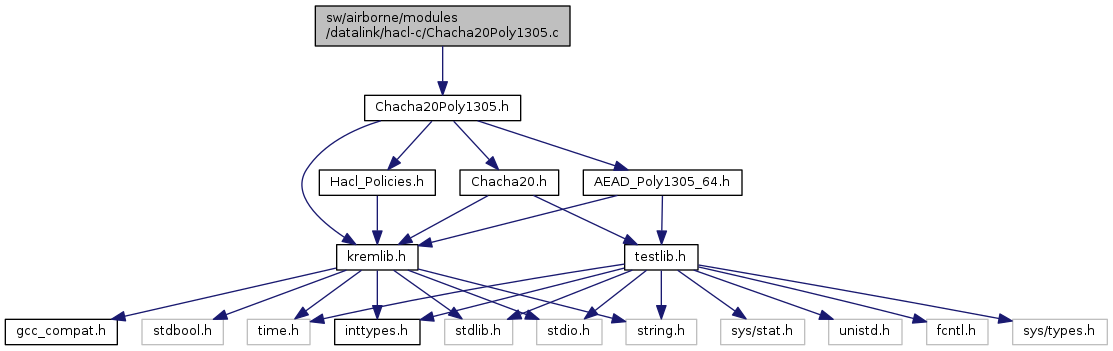 sw/airborne/modules
/datalink/hacl-c/Chacha20Poly1305.c
Chacha20Poly1305.h
Hacl_Policies.h
Chacha20.h
AEAD_Poly1305_64.h
kremlib.h
testlib.h
gcc_compat.h
stdbool.h
time.h
inttypes.h
stdlib.h
stdio.h
string.h
sys/stat.h
unistd.h
fcntl.h
sys/types.h